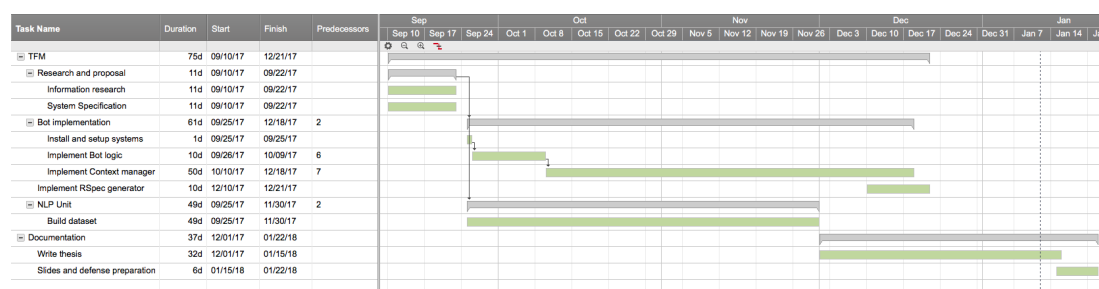 Sep Oct Nov Dec Jan
Task Name Duration Start Finish Predecessors
Sep 10 Sep 17 Sep 24 Oct 1 Oct 8 Oct 15 Oct 22 Oct 29 Nov 5 Nov 12 Nov 19 Nov 26 Dec 3 Dec 10 Dec 17 Dec 24 Dec 31 Jan 7 Jan 14
TFM 75d 09/10/17 12/21/17
Research and proposal 11d 09/10/17 09/22/17
Information research 11d 09/10/17 09/22/17
System Specification 11d 09/10/17 09/22/17
Bot implementation 61d 09/25/17 12/18/17 2
Install and setup systems 1d 09/25/17 09/25/17
Implement Bot logic 10d 09/26/17 10/09/17 6
Implement Context manager 50d 10/10/17 12/18/17 7
Implement RSpec generator 10d 12/10/17 12/21/17
NLP Unit 49d 09/25/17 11/30/17 2
Build dataset 49d 09/25/17 11/30/17
Documentation 37d 12/01/17 01/22/18
Write thesis 32d 12/01/17 01/15/18
Slides and defense preparation 6d 01/15/18 01/22/18